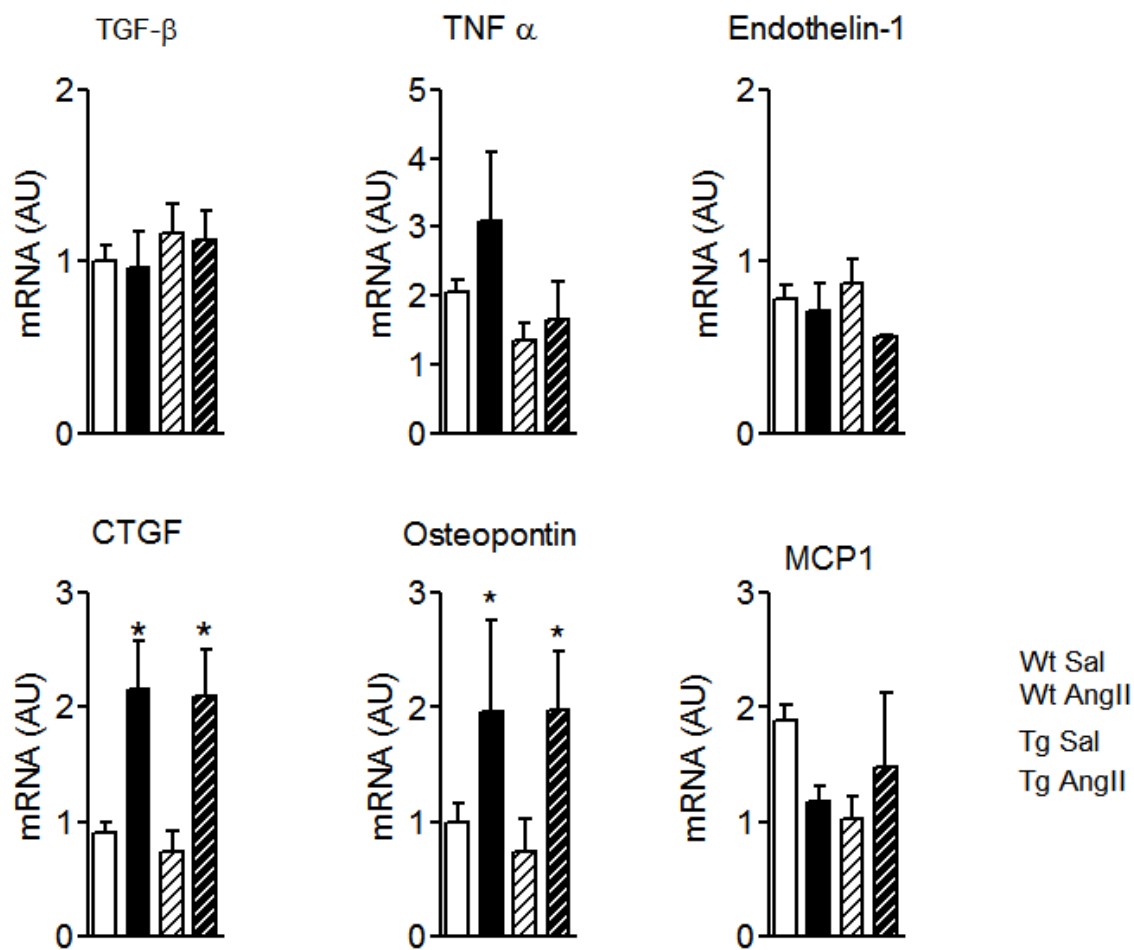 TGF-β
TNF α
Endothelin-1
mRNA (AU)
2
1
0
mRNA (AU)
5
4
3
2
1
0
mRNA (AU)
2
1
0
CTGF
Osteopontin
MCP1
mRNA (AU)
3
2
1
0
* *
mRNA (AU)
3
2
1
0
*
*
mRNA (AU)
3
2
1
0
Wt Sal
Wt AngII
Tg Sal
Tg AngII